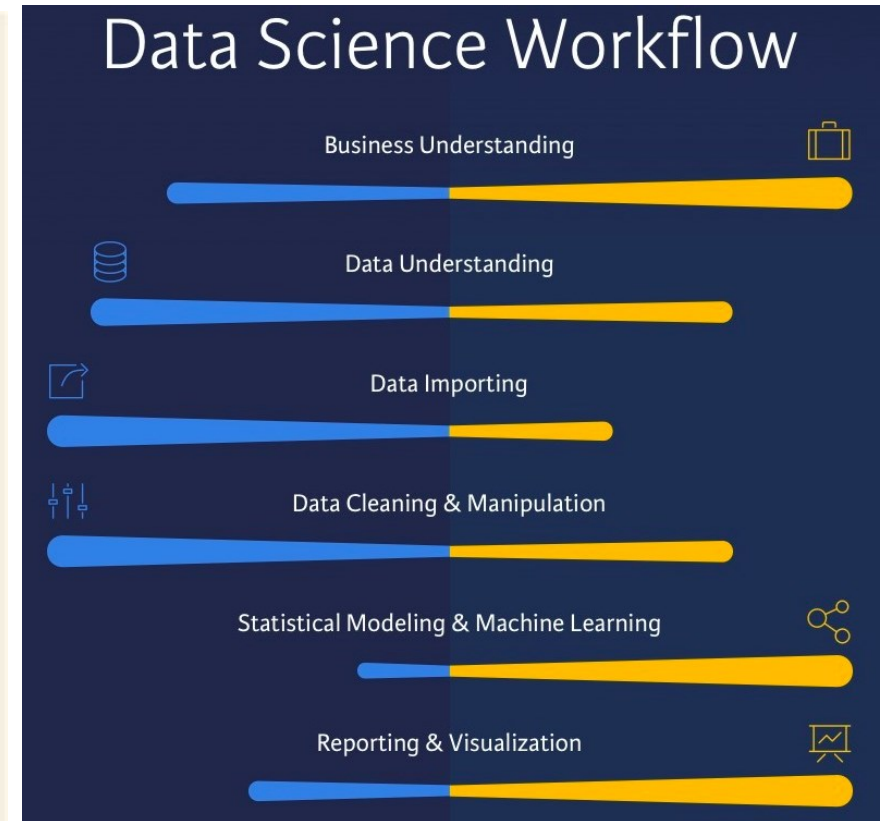 Data Science Workflow
Business Understanding
Data Understanding
Data Importing
Data Cleaning & Manipulation
Statistical Modeling & Machine Learning
Reporting & Visualization